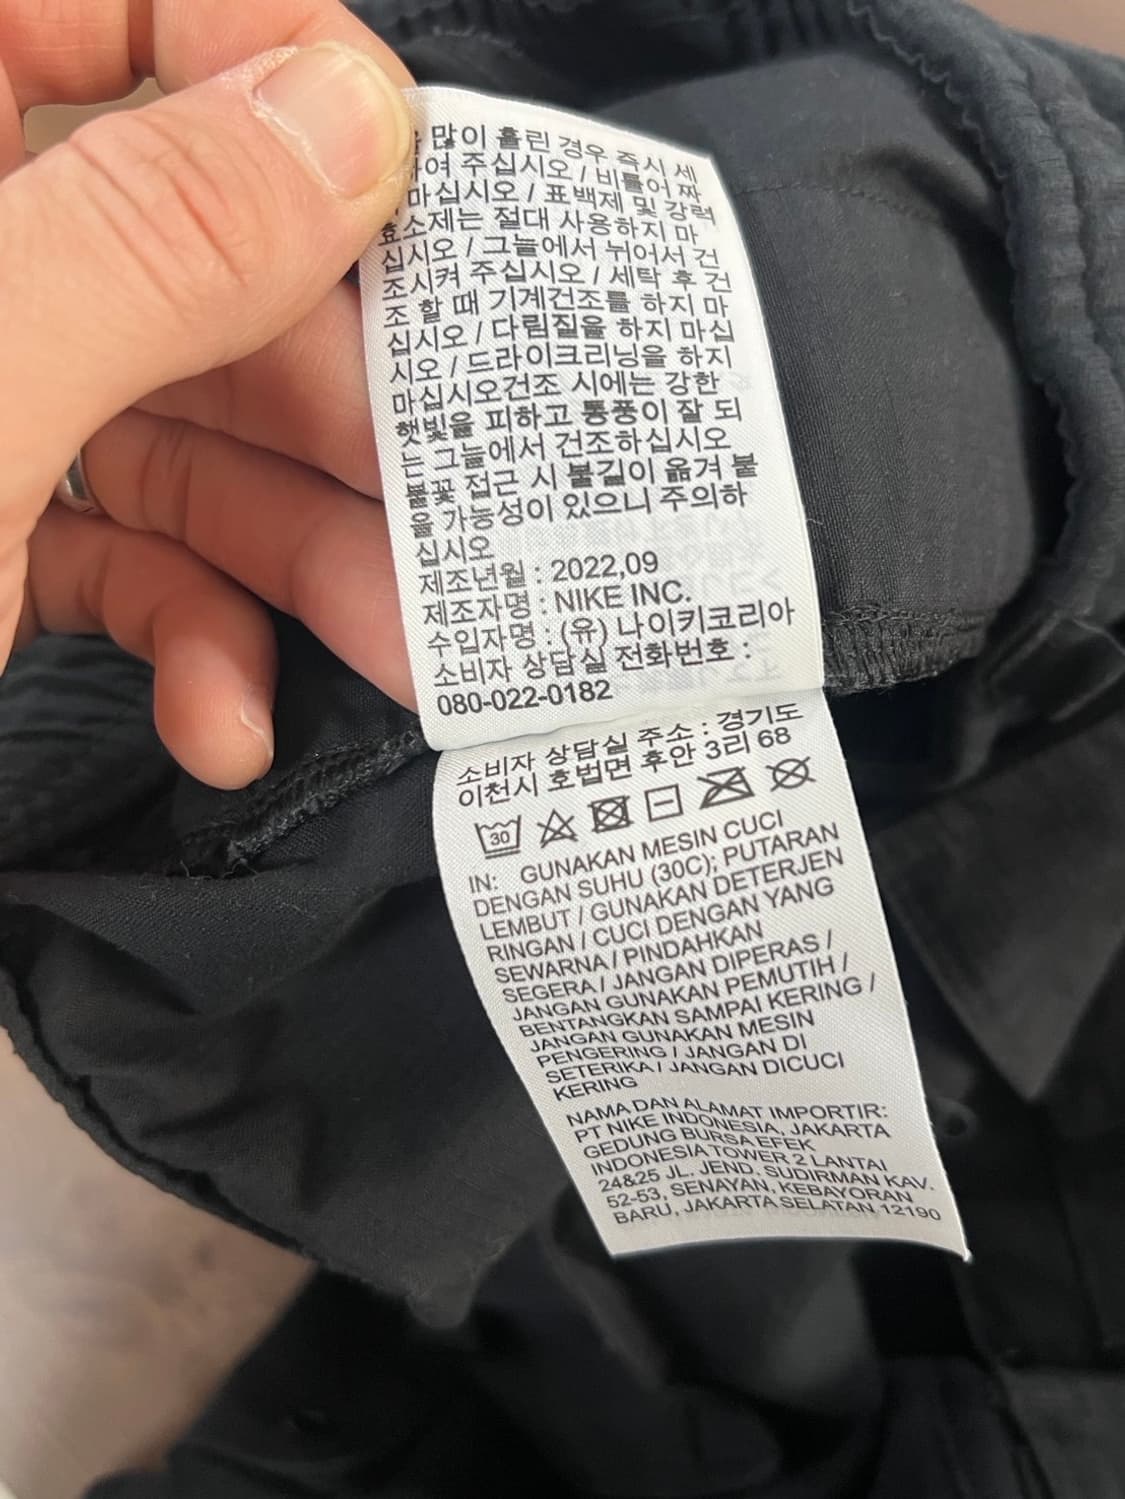 많이 흘린 경우 즉시 세
여 주십시오 / 비틀어 짜
마십시오 / 표백제 및 강력
효소제는 절대 사용하지 마
십시오 / 그늘에서 뉘어서 건
조시켜 주십시오 / 세탁 후 건
조 할 때 기계건조를 하지 마
십시오 / 다림질을 하지 마십
시오 / 드라이크리닝을 하지
마십시오건조 시에는 강한
햇빛을 피하고 통풍이 잘 되
는 그늘에서 건조하십시오
불꽃 접근 시 불길이 옮겨 붙
을 가능성이 있으니 주의하
십시오
제조년월 : 2022,09
제조자명 : NIKE INC.
수입자명 : (유) 나이키코리아
소비자 상담실 전화번호 :
080-022-0182
소비자 상담실 주소 : 경기도
이천시 호법면 후안 3리 68
30
IN: GUNAKAN MESIN CUCI
DENGAN SUHU (30C); PUTARAN
LEMBUT / GUNAKAN DETERJEN
RINGAN / CUCI DENGAN YANG
SEWARNA / PINDAHKAN
SEGERA / JANGAN DIPERAS /
JANGAN GUNAKAN PEMUTIH /
BENTANGKAN SAMPAI KERING /
JANGAN GUNAKAN MESIN
PENGERING / JANGAN DI
SETERIKA / JANGAN DICUCI
KERING
NAMA DAN ALAMAT IMPORTIR:
PT NIKE INDONESIA, JAKARTA
GEDUNG BURSA EFEK
INDONESIA TOWER 2 LANTAI
24&25 JL. JEND. SUDIRMAN KAV.
52-53, SENAYAN, KEBAYORAN
BARU, JAKARTA SELATAN 12190